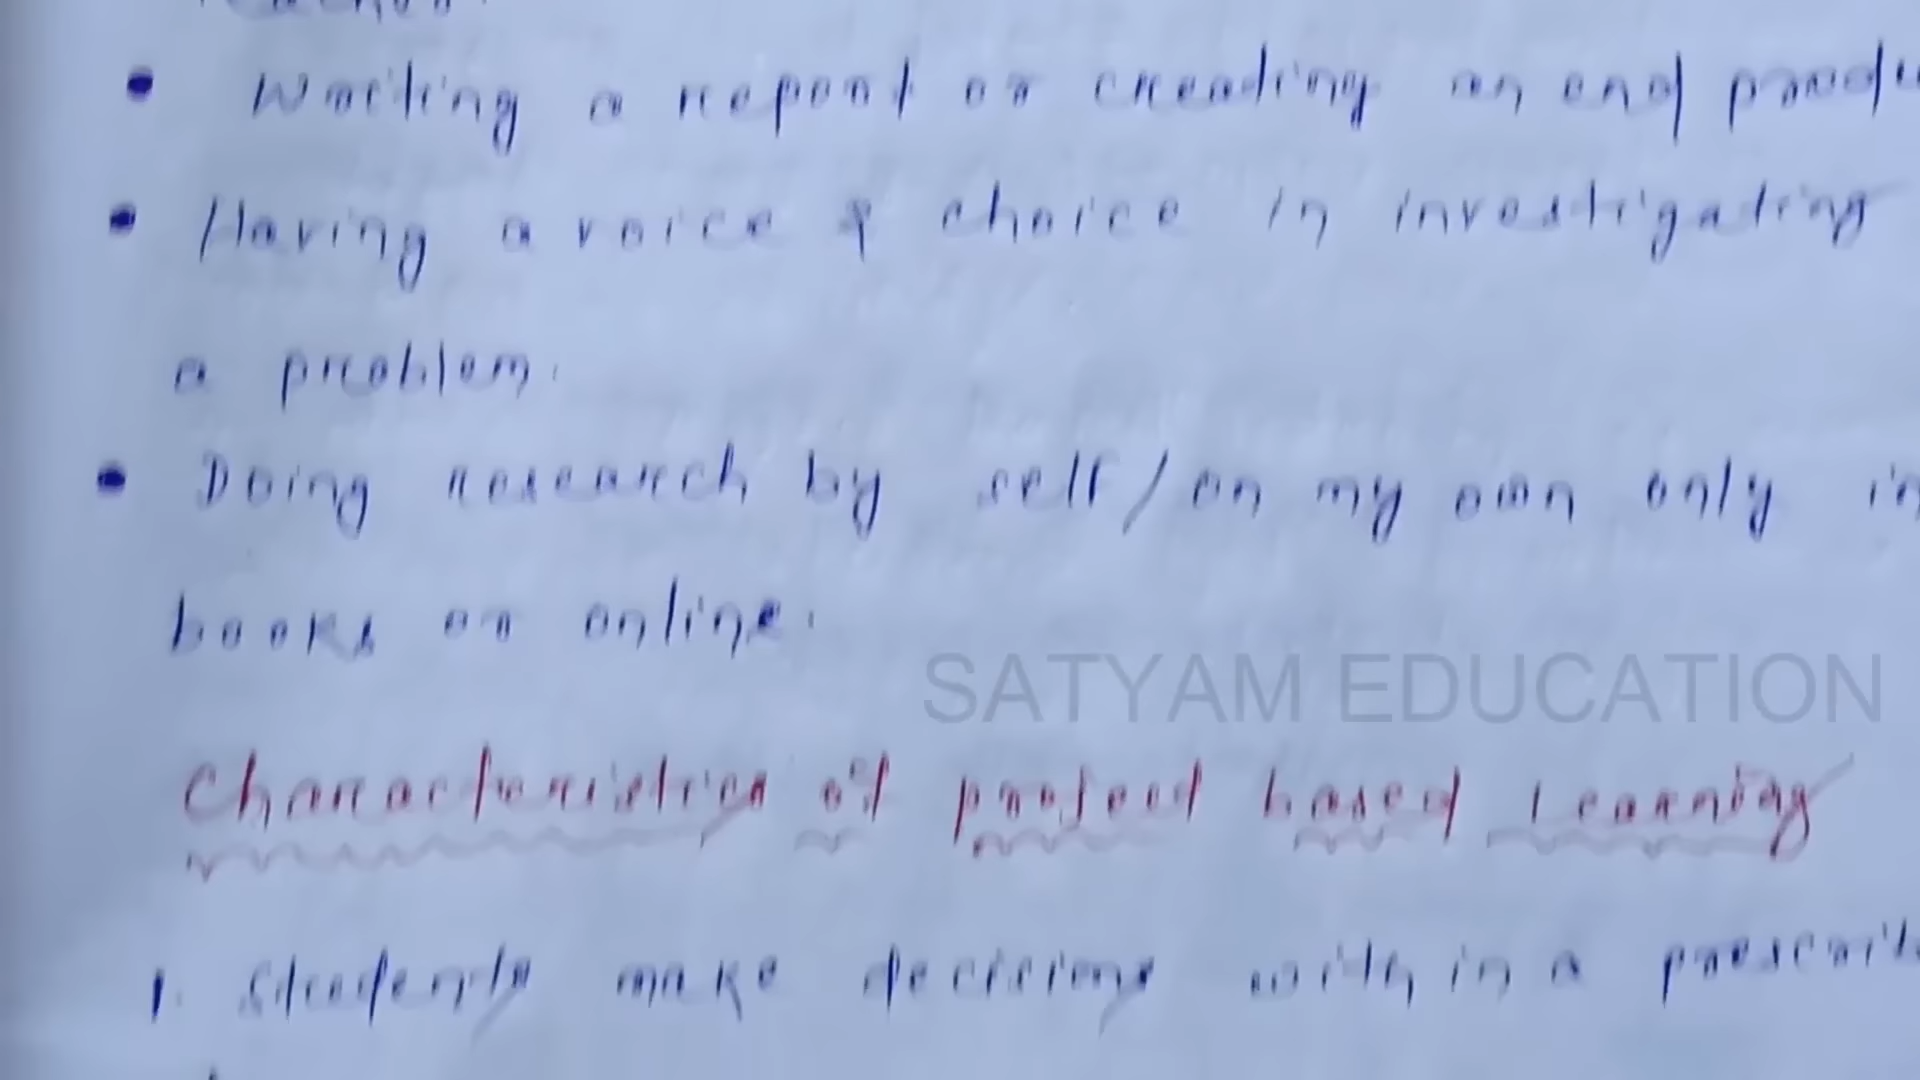 • Writing a report or creating an end produ
• Having a voice & choice in investigating
a problem.
• Doing research by self/on my own only in
books or online.
SATYAM EDUCATION
Characteristics of project based Learning
1. Students make decisions with in a prescrib